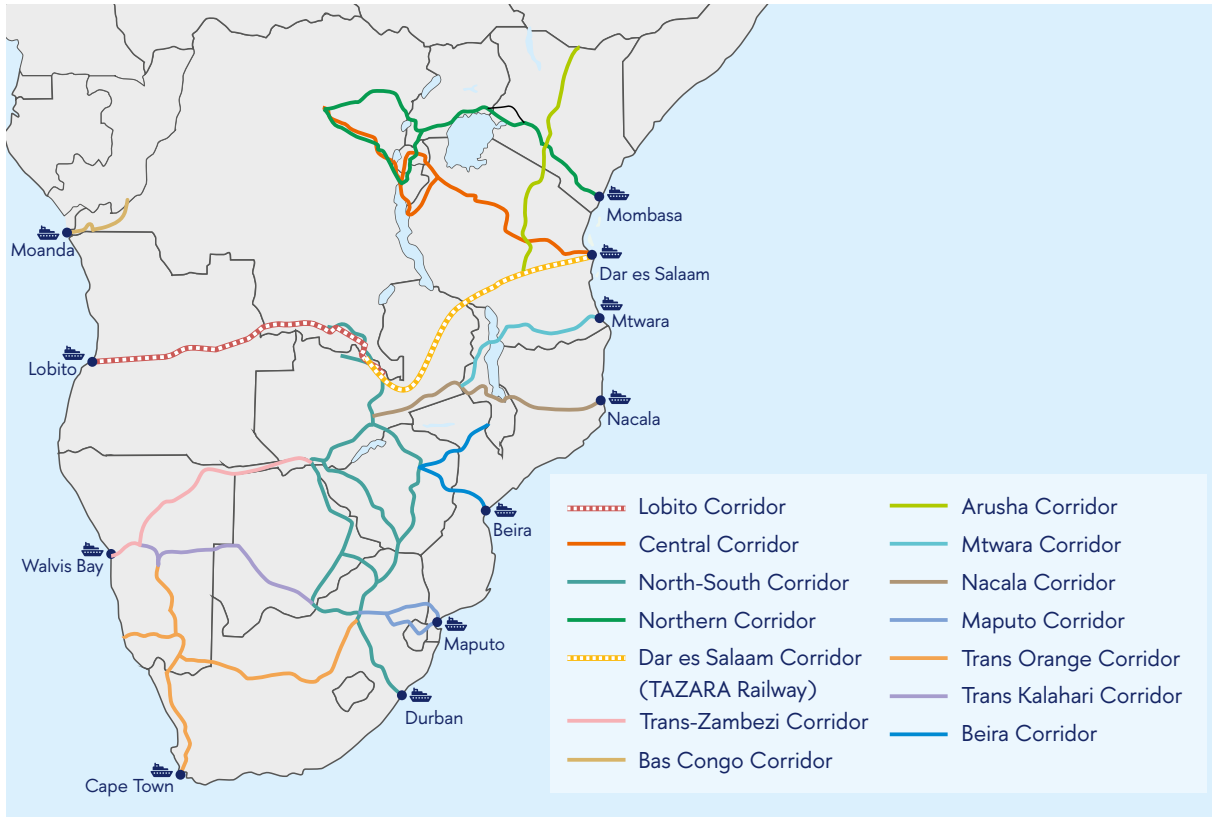 Mombasa
Moanda
Dar es Salaam
Mtwara
Lobito
Nacala
Beira
Walvis Bay
Maputo
Durban
Cape Town
Lobito Corridor
Central Corridor
North-South Corridor
Northern Corridor
Dar es Salaam Corridor
(TAZARA Railway)
Trans-Zambezi Corridor
Bas Congo Corridor
Arusha Corridor
Mtwara Corridor
Nacala Corridor
Maputo Corridor
Trans Orange Corridor
Trans Kalahari Corridor
Beira Corridor